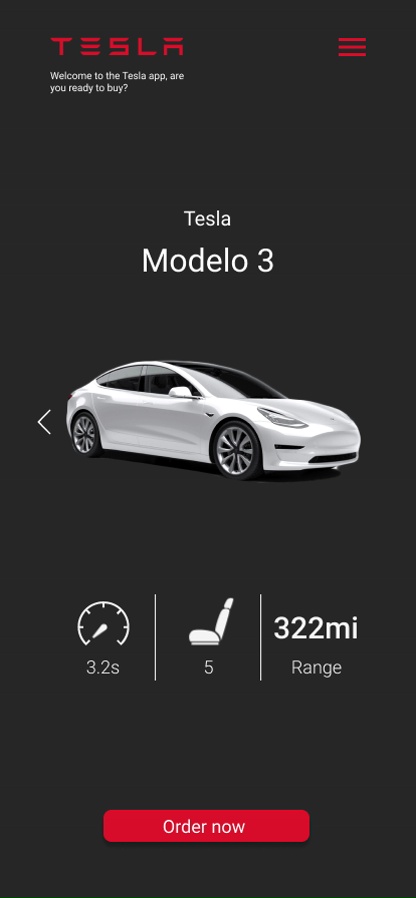 TESLA
Welcome to the Tesla app, are
you ready to buy?
Tesla
Modelo 3
322mi
3.2s
5
Range
Order now